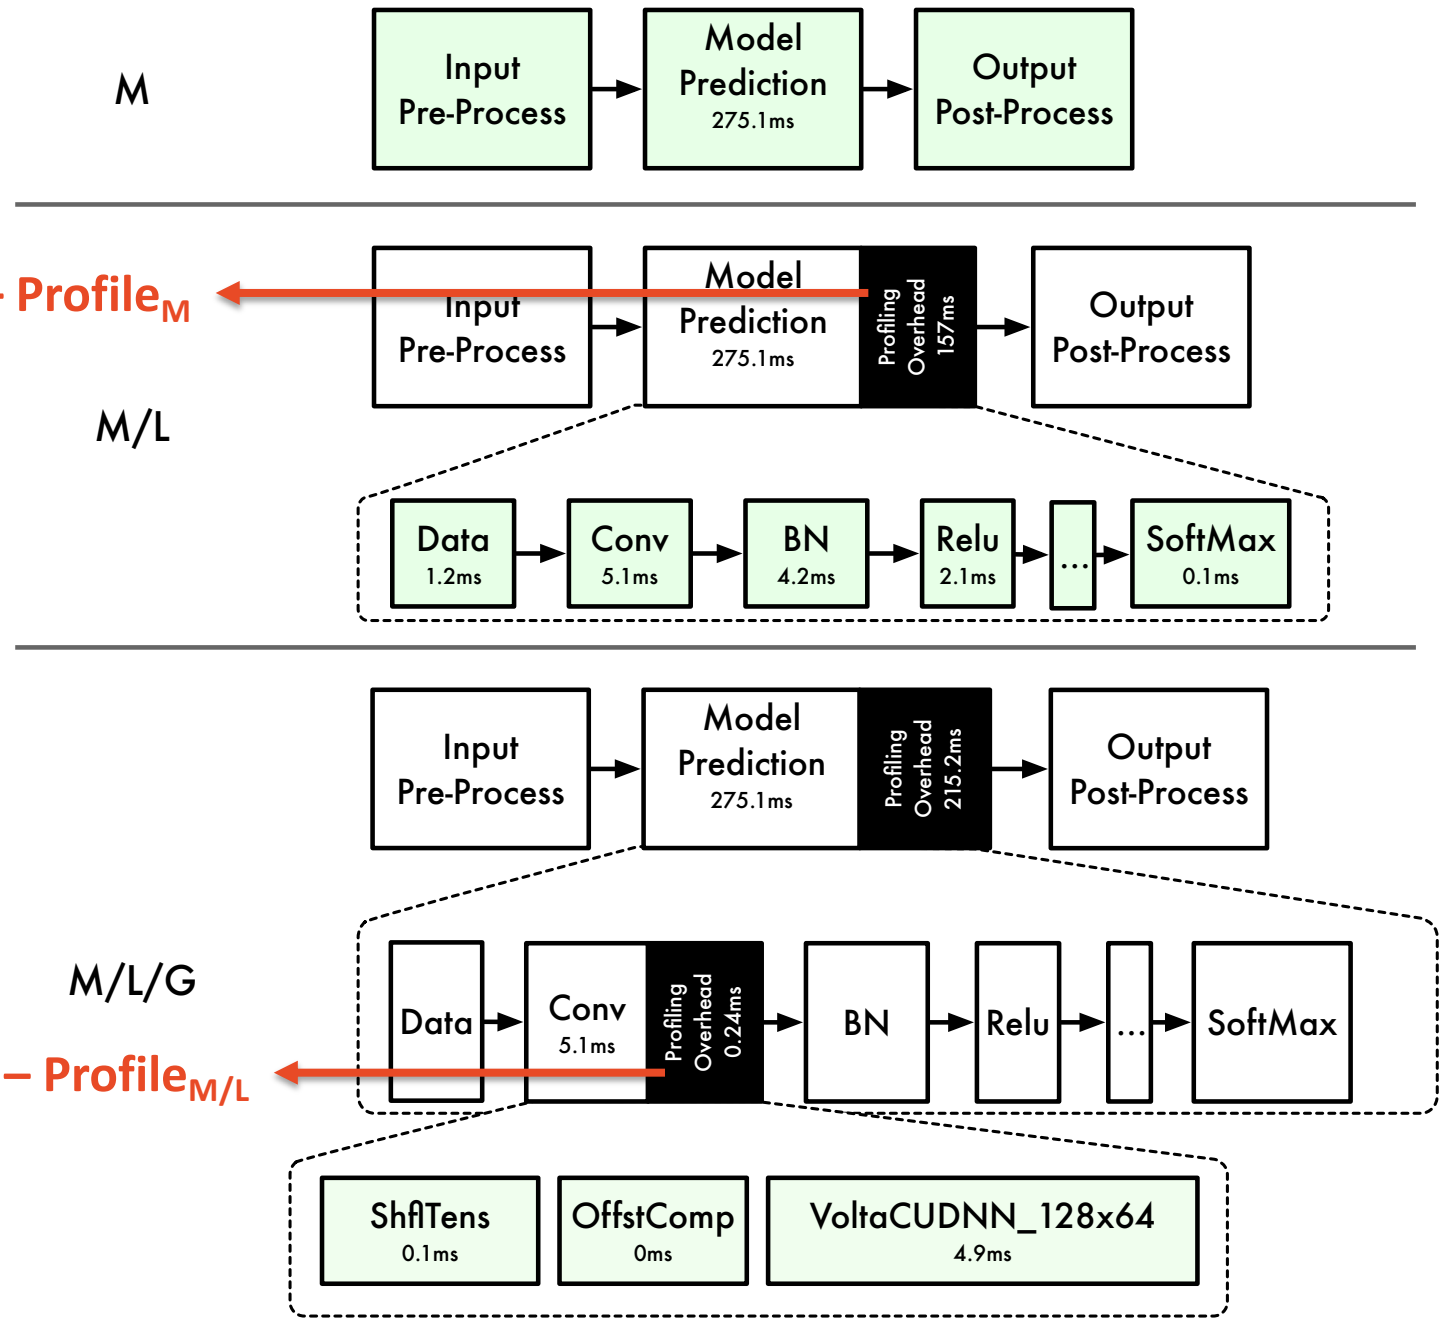 M
Input
Pre-Process
Model
Prediction
275.1ms
Output
Post-Process
– Profile_M
M/L
Input
Pre-Process
Model
Prediction
275.1ms
Profiling
Overhead
157ms
Output
Post-Process
Data
1.2ms
Conv
5.1ms
BN
4.2ms
Relu
2.1ms
...
SoftMax
0.1ms
M/L/G
Input
Pre-Process
Model
Prediction
275.1ms
Profiling
Overhead
215.2ms
Output
Post-Process
– Profile_M/L
Data
Conv
5.1ms
Profiling
Overhead
0.24ms
BN
Relu
...
SoftMax
ShflTens
0.1ms
OffstComp
0ms
VoltaCUDNN_128x64
4.9ms